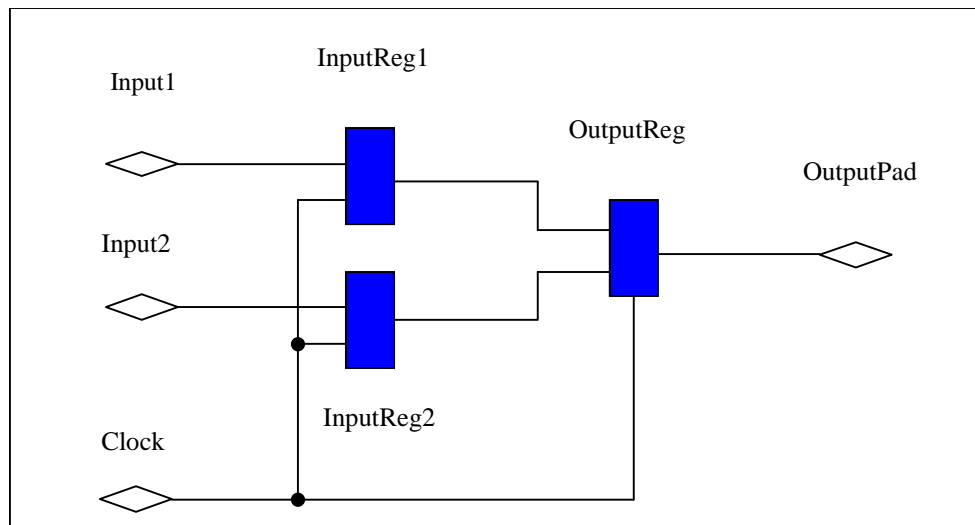 InputReg1
Input1
OutputReg
OutputPad
Input2
InputReg2
Clock